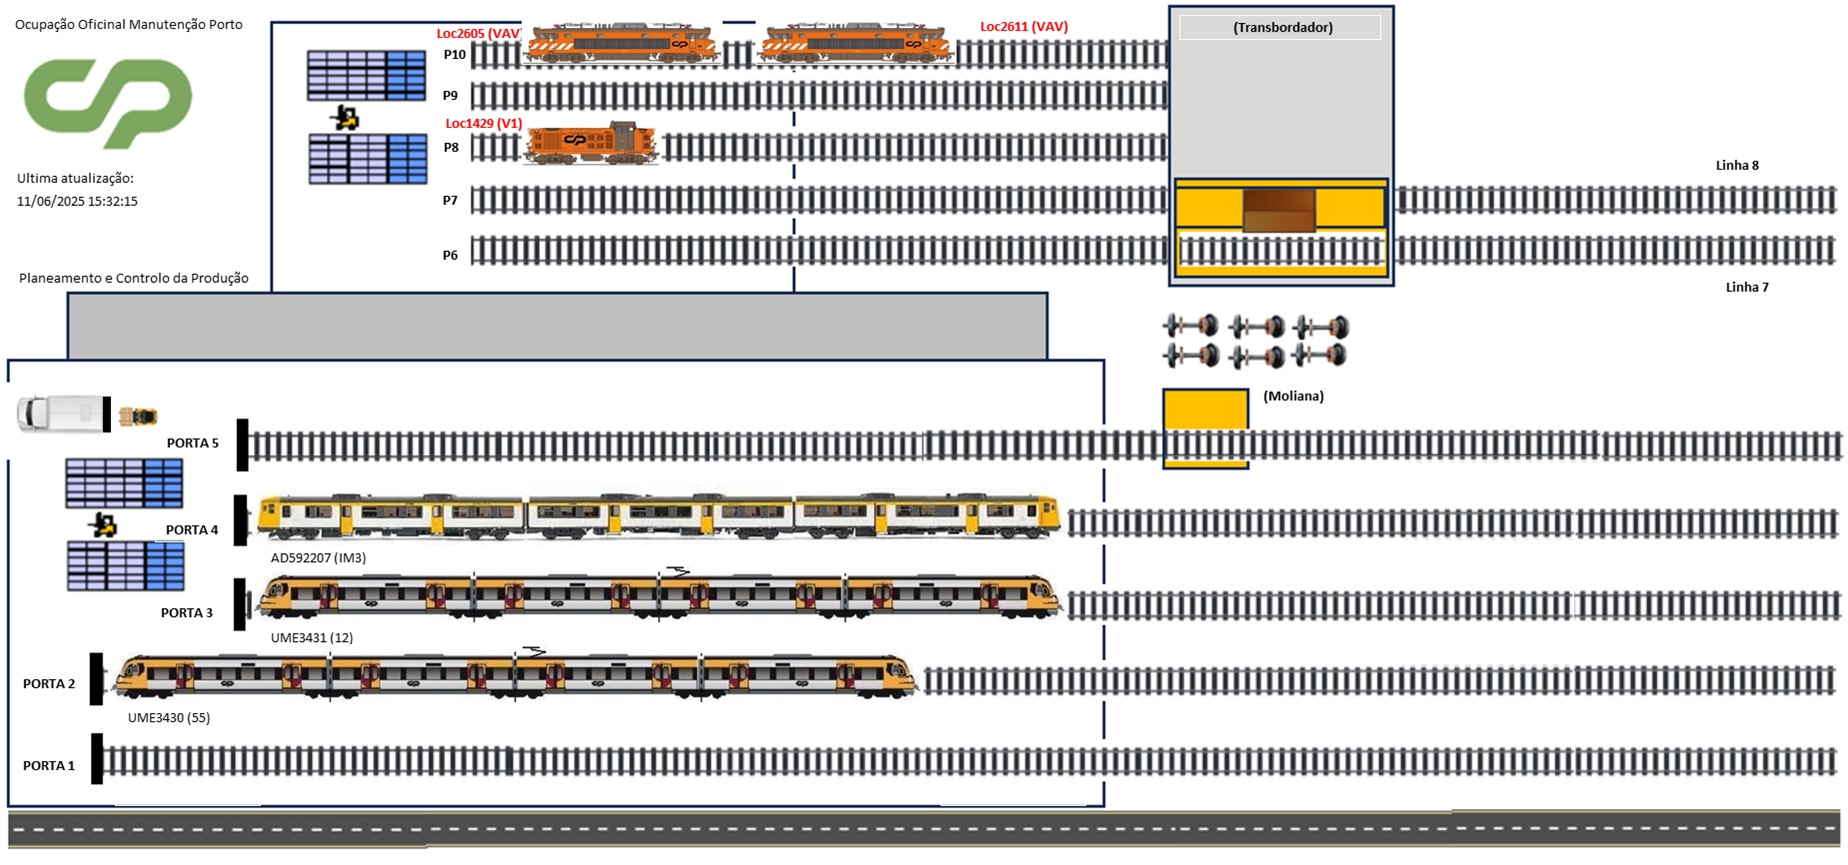 Ocupação Oficinal Manutenção Porto
Ultima atualização:
11/06/2025 15:32:15
Planeamento e Controlo da Produção
Loc2605 (VAV)
Loc2611 (VAV)
P10
P9
Loc1429 (V1)
P8
P7
P6
(Transbordador)
Linha 8
Linha 7
(Moliana)
PORTA 5
PORTA 4
AD592207 (IM3)
PORTA 3
UME3431 (12)
PORTA 2
UME3430 (55)
PORTA 1